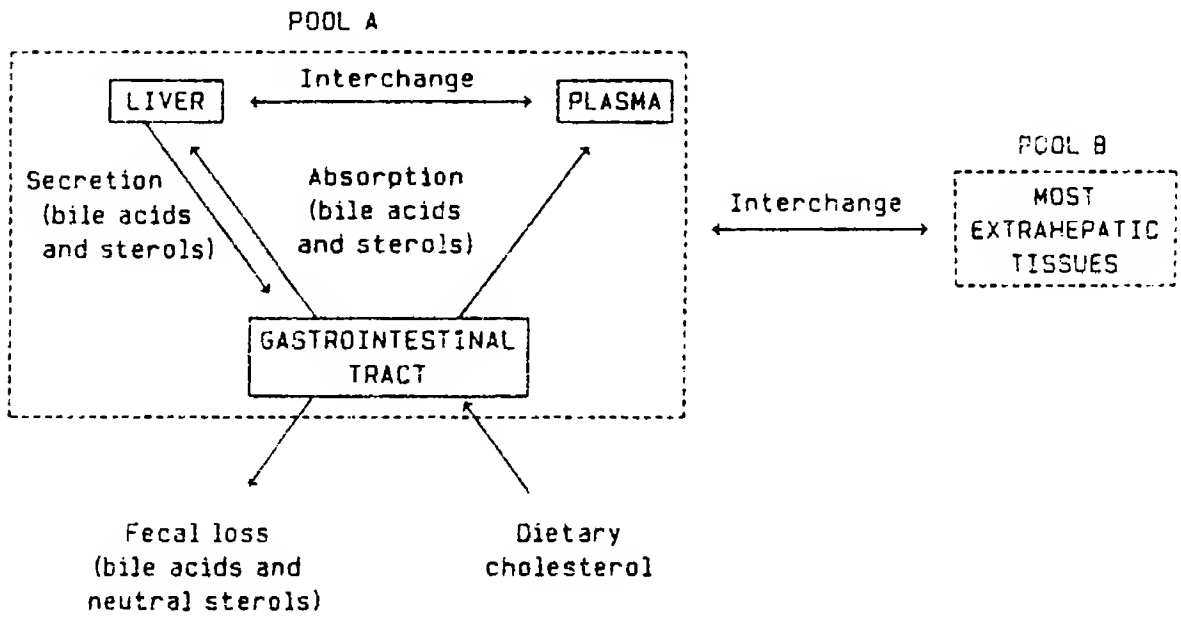 POOL A
Interchange
LIVER
PLASMA
Secretion
(bile acids
and sterols)
Absorption
(bile acids
and sterols)
GASTROINTESTINAL
TRACT
Interchange
POOL B
MOST
EXTRAHEPATIC
TISSUES
Fecal loss
(bile acids and
neutral sterols)
Dietary
cholesterol